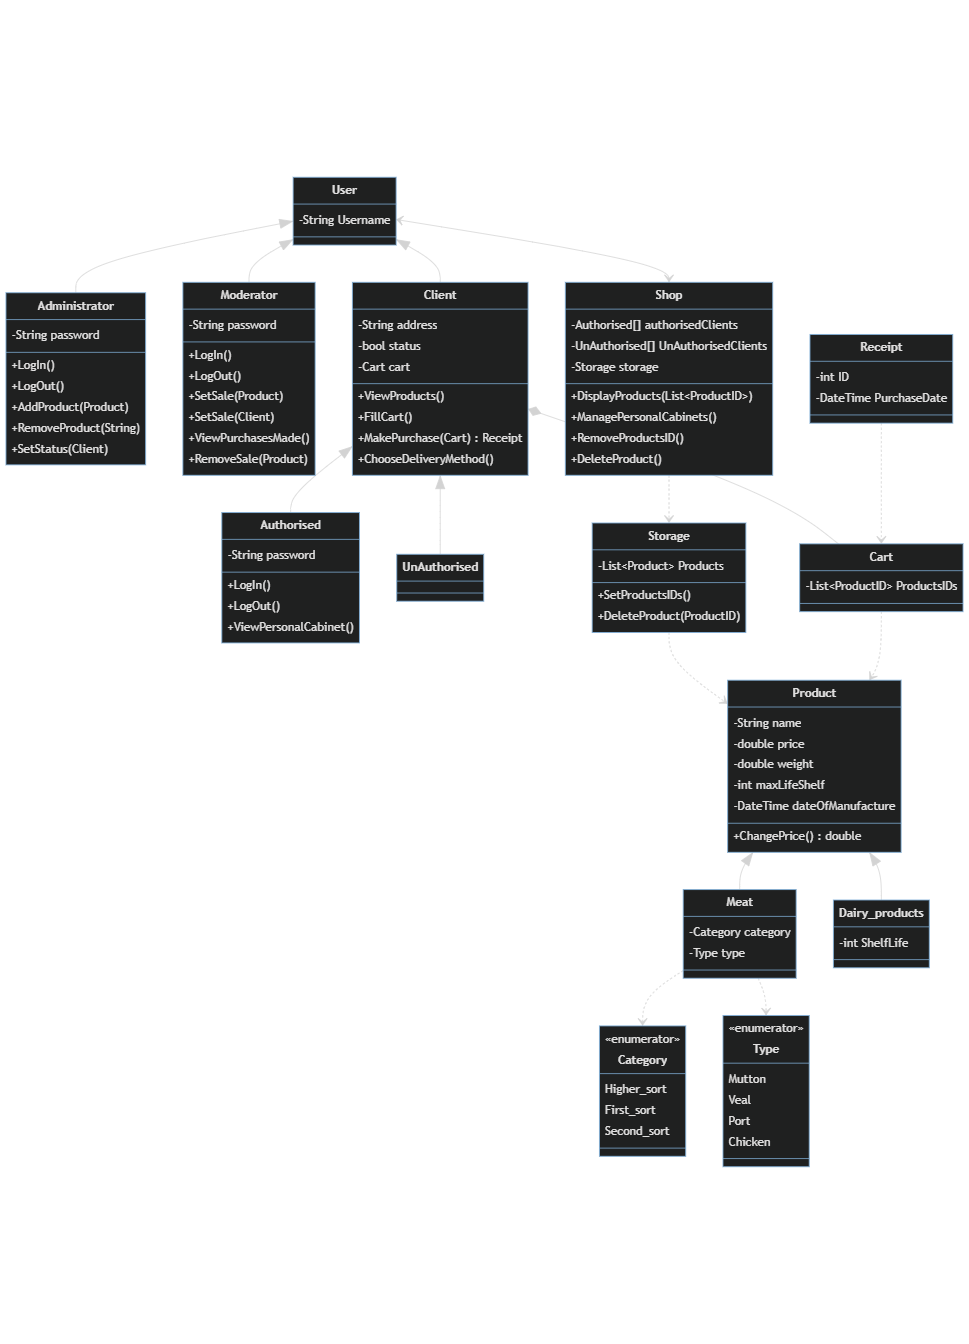 User
-String Username
Administrator
-String password
+LogIn()
+LogOut()
+AddProduct(Product)
+RemoveProduct(String)
+SetStatus(Client)
Moderator
-String password
+LogIn()
+LogOut()
+SetSale(Product)
+SetSale(Client)
+ViewPurchasesMade()
+RemoveSale(Product)
Client
-String address
-bool status
-Cart cart
+ViewProducts()
+FillCart()
+MakePurchase(Cart) : Receipt
+ChooseDeliveryMethod()
Shop
-Authorised[] authorisedClients
-UnAuthorised[] UnAuthorisedClients
-Storage storage
+DisplayProducts(List<ProductID>)
+ManagePersonalCabinets()
+RemoveProductsID()
+DeleteProduct()
Receipt
-int ID
-DateTime PurchaseDate
Authorised
-String password
+LogIn()
+LogOut()
+ViewPersonalCabinet()
UnAuthorised
Storage
-List<Product> Products
+SetProductsIDs()
+DeleteProduct(ProductID)
Cart
-List<ProductID> ProductsIDs
Product
-String name
-double price
-double weight
-int maxLifeShelf
-DateTime dateOfManufacture
+ChangePrice() : double
Meat
-Category category
-Type type
Dairy_products
-int ShelfLife
«enumerator»
Category
Higher_sort
First_sort
Second_sort
«enumerator»
Type
Mutton
Veal
Port
Chicken